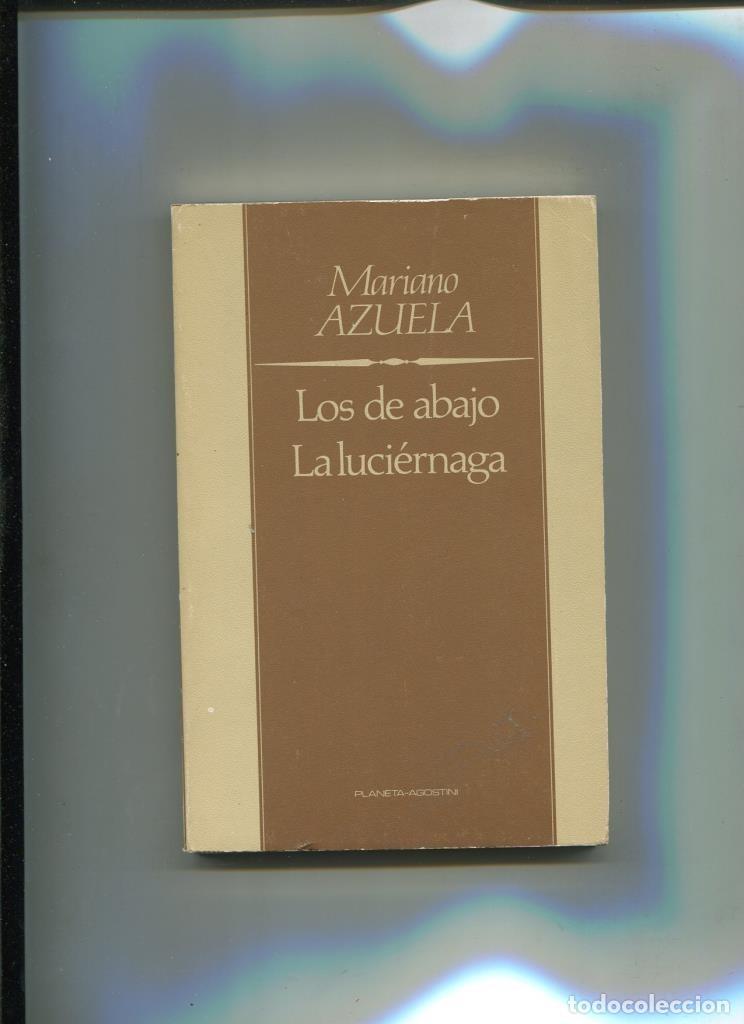 Mariano
AZUELA
Los de abajo
La luciérnaga
PLANETA-AGOSTINI
todocoleccion